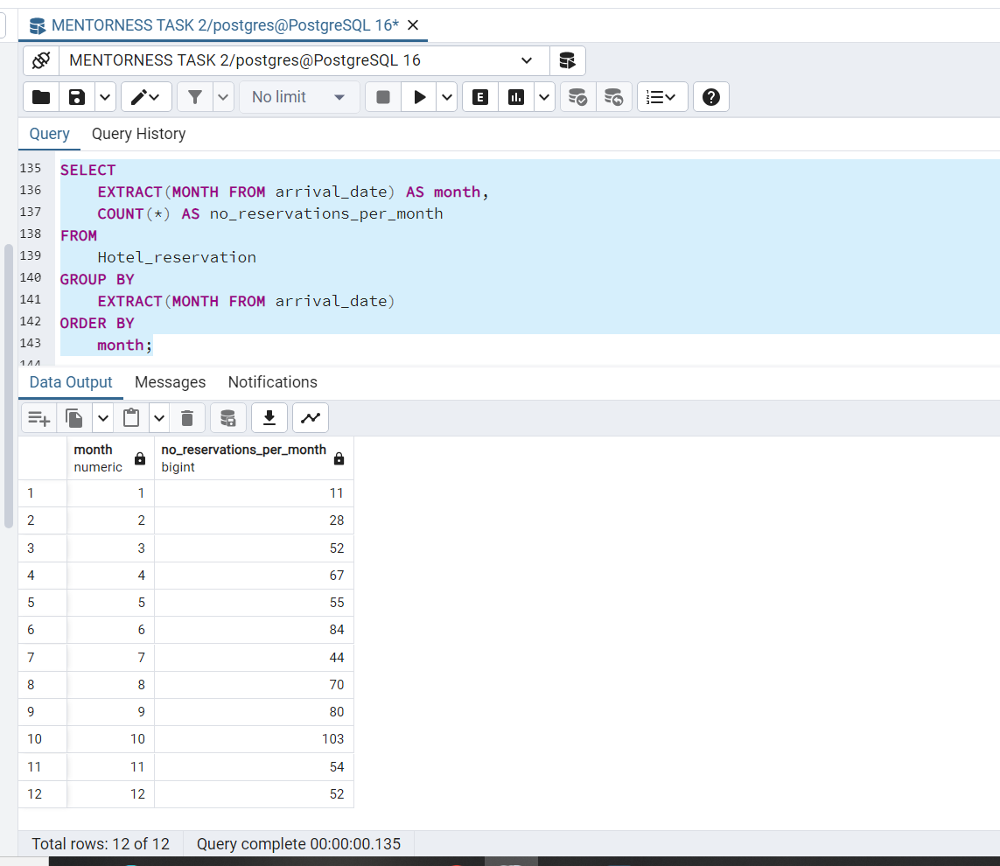 MENTORNESS TASK 2/postgres@PostgreSQL 16*
MENTORNESS TASK 2/postgres@PostgreSQL 16
No limit
E
Query Query History
135 SELECT
136 EXTRACT(MONTH FROM arrival_date) AS month,
137 COUNT(*) AS no_reservations_per_month
138 FROM
139 Hotel_reservation
140 GROUP BY
141 EXTRACT(MONTH FROM arrival_date)
142 ORDER BY
143 month;
144
Data Output Messages Notifications
month no_reservations_per_month
numeric bigint
1 1 11
2 2 28
3 3 52
4 4 67
5 5 55
6 6 84
7 7 44
8 8 70
9 9 80
10 10 103
11 11 54
12 12 52
Total rows: 12 of 12 Query complete 00:00:00.135